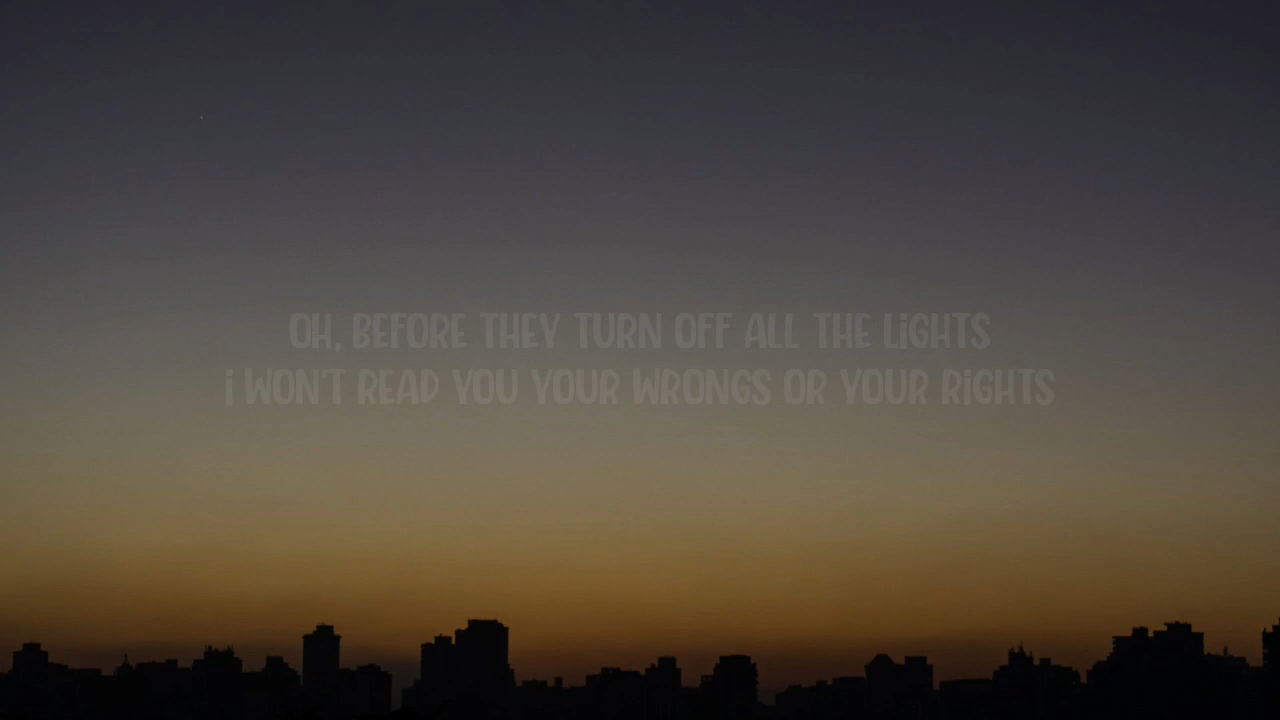 OH, BEFORE THEY TURN OFF ALL THE LiGHTS
i WON'T READ YOU YOUR WRONGS OR YOUR RiGHTS